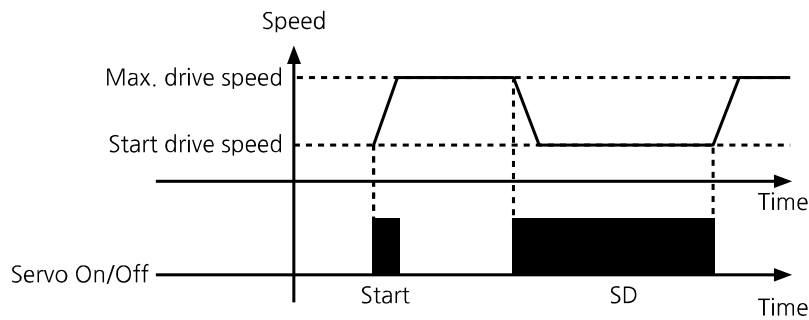 Speed
Max. drive speed
Start drive speed
Time
Servo On/Off
Start
SD
Time